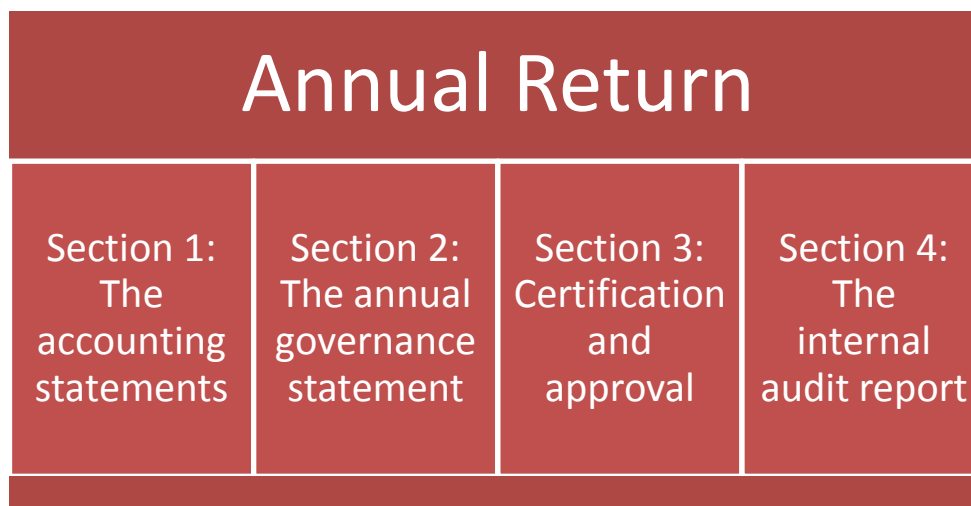 Annual Return
Section 1:
The
accounting
statements
Section 2:
The annual
governance
statement
Section 3:
Certification
and
approval
Section 4:
The
internal
audit report